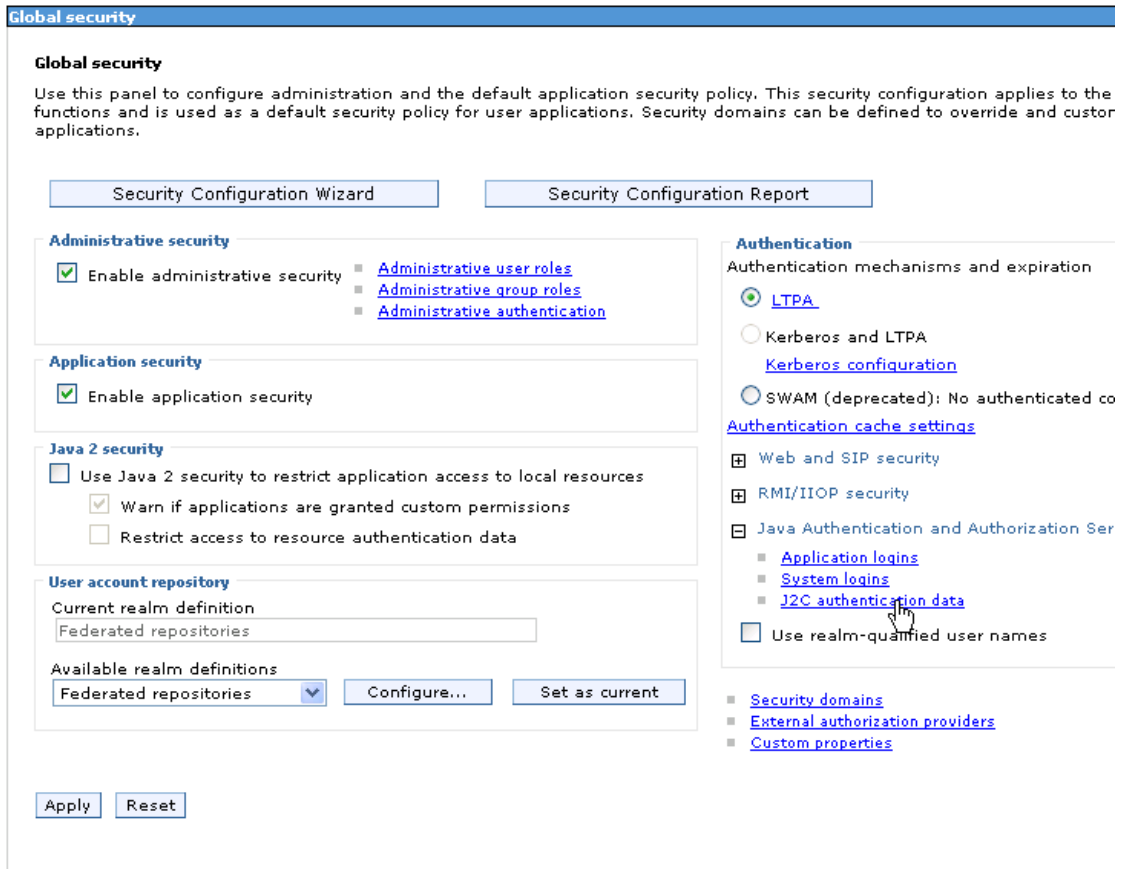 Global security
Global security
Use this panel to configure administration and the default application security policy. This security configuration applies to the
functions and is used as a default security policy for user applications. Security domains can be defined to override and custor
applications.
Security Configuration Wizard
Security Configuration Report
Administrative security
Enable administrative security
Administrative user roles
Administrative group roles
Administrative authentication
Application security
Enable application security
Java 2 security
Use Java 2 security to restrict application access to local resources
Warn if applications are granted custom permissions
Restrict access to resource authentication data
User account repository
Current realm definition
Federated repositories
Available realm definitions
Federated repositories
Configure...
Set as current
Authentication
Authentication mechanisms and expiration
LTPA
Kerberos and LTPA
Kerberos configuration
SWAM (deprecated): No authenticated co
Authentication cache settings
Web and SIP security
RMI/IIOP security
Java Authentication and Authorization Ser
Application logins
System logins
J2C authentication data
Use realm-qualified user names
Security domains
External authorization providers
Custom properties
Apply
Reset